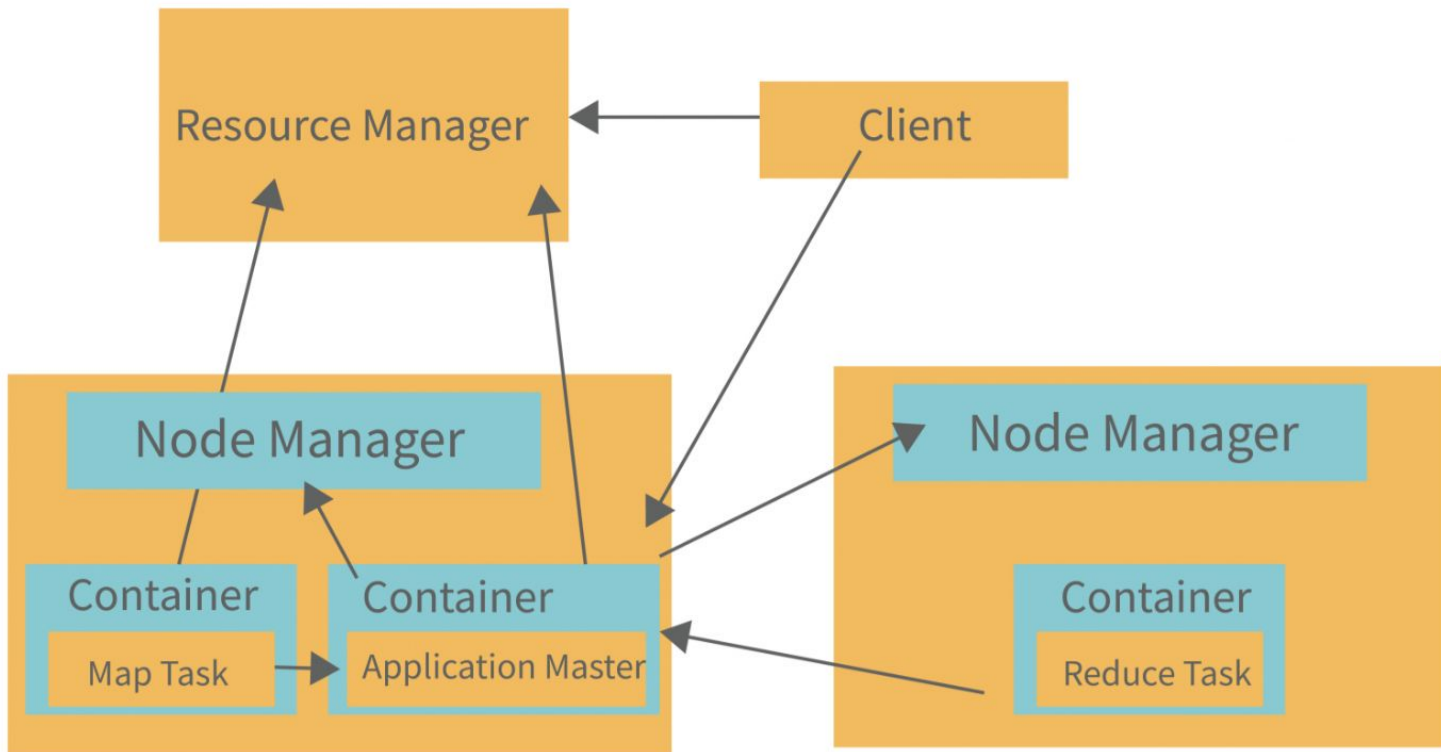 Resource Manager
Client
Node Manager
Node Manager
Container
Container
Container
Map Task
Application Master
Reduce Task